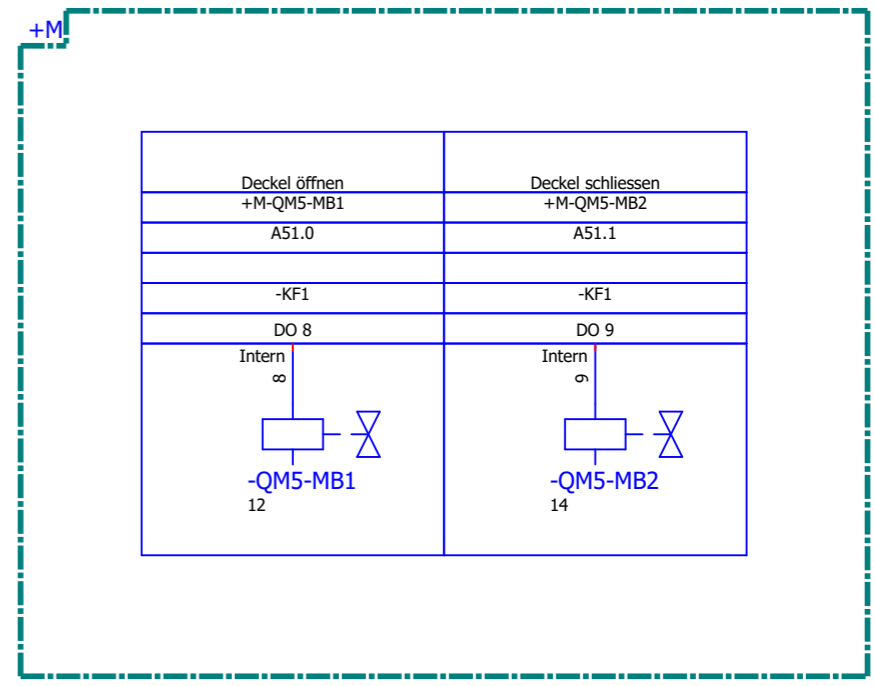 +M
Deckel öffnen Deckel schliessen
+M-QM5-MB1 +M-QM5-MB2
A51.0 A51.1
-KF1 -KF1
DO 8 DO 9
Intern Intern
8 9
-QM5-MB1 -QM5-MB2
12 14